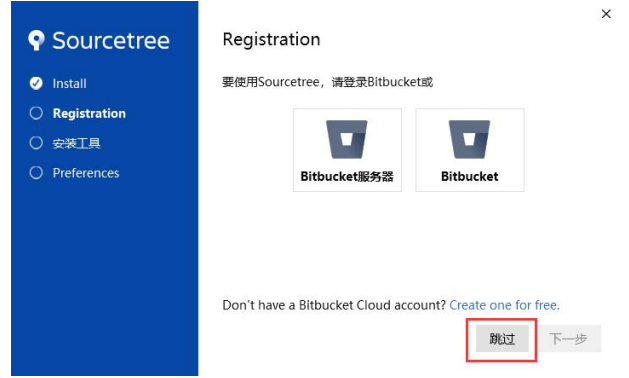 Sourcetree
Install
Registration
安装工具
Preferences
Registration
要使用Sourcetree，请登录Bitbucket或
Bitbucket服务器
Bitbucket
Don't have a Bitbucket Cloud account? Create one for free.
跳过
下一步